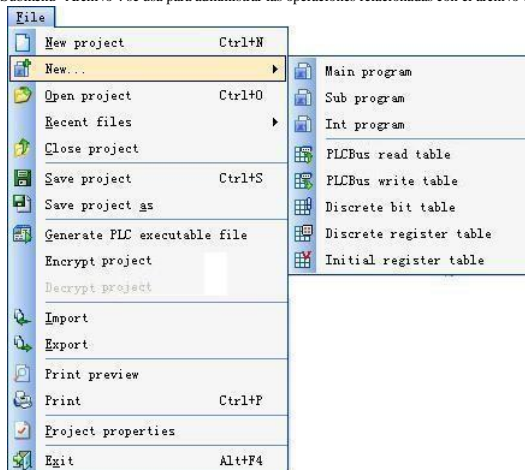 File
New project Ctrl+N
New...
Open project Ctrl+O
Recent files
Close project
Save project Ctrl+S
Save project as
Generate PLC executable file
Encrypt project
Decrypt project
Import
Export
Print preview
Print Ctrl+P
Project properties
Exit Alt+F4
Main program
Sub program
Int program
PLCBus read table
PLCBus write table
Discrete bit table
Discrete register table
Initial register table